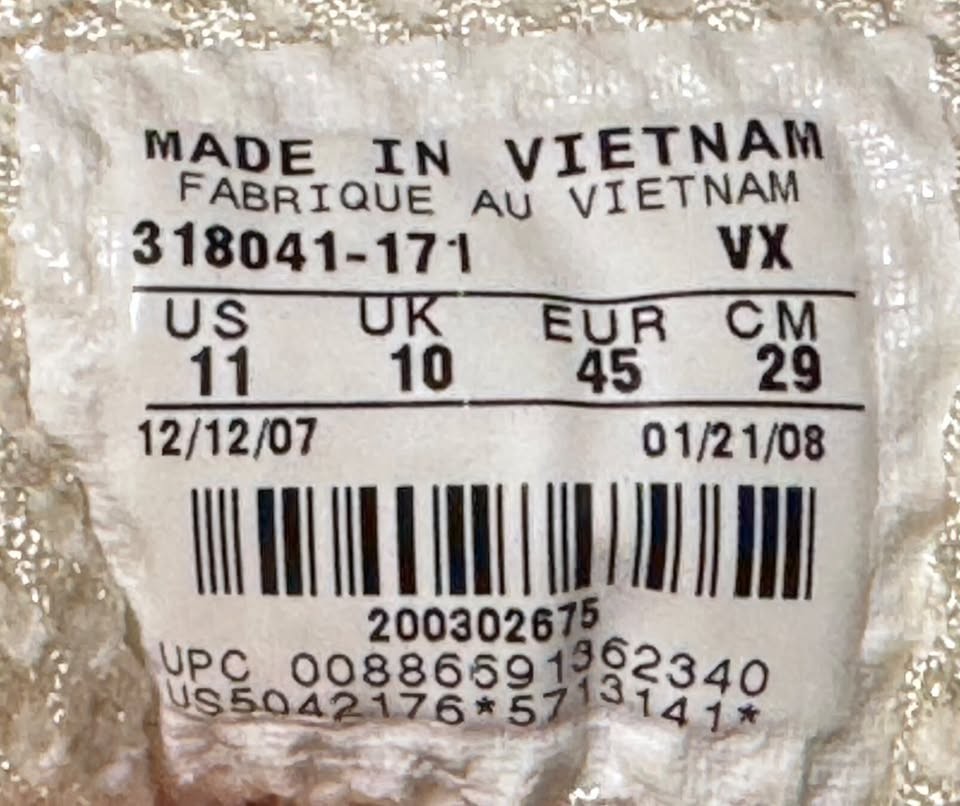 MADE IN VIETNAM
FABRIQUE AU VIETNAM
318041-171 VX
US UK EUR CM
11 10 45 29
12/12/07 01/21/08
200302675
UPC 00886691362340
US5042176*5713141*